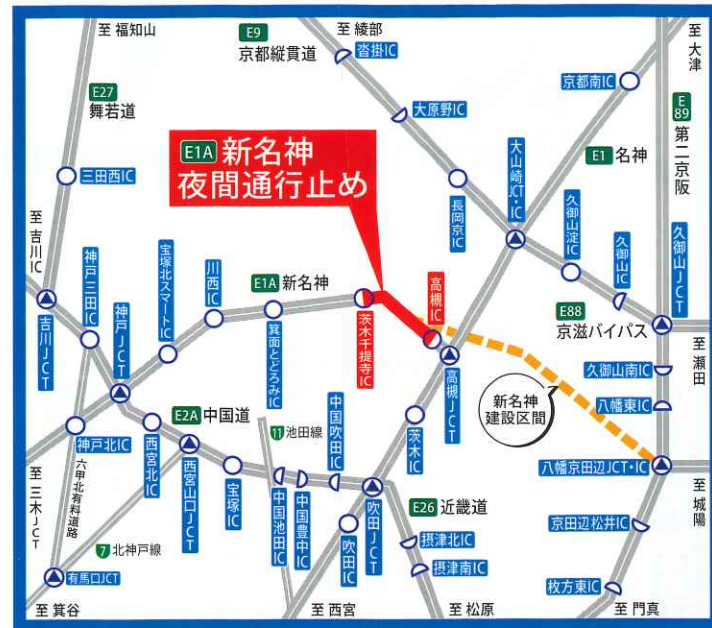 至 福知山
E9
京都縦貫道
至 綾部
沓掛IC
至 大津
E27
舞若道
大原野IC
京都南IC
E89
第二京阪
E1A 新名神
夜間通行止め
E1 名神
三田西IC
大山崎JCT・IC
長岡京IC
久御山淀IC
久御山IC
久御山JCT
至 吉川IC
神戸三田IC
宝塚北スマートIC
川西IC
E1A 新名神
高槻IC
吉川JCT
神戸JCT
箕面とどろみIC
茨木千提寺IC
E88
京滋バイパス
高槻JCT
至 瀬田
久御山南IC
新名神
建設区間
八幡東IC
E2A 中国道
11 池田線
中国吹田IC
茨木IC
神戸北IC
西宮北IC
西宮山口JCT
宝塚IC
中国池田IC
中国豊中IC
八幡京田辺JCT・IC
至 三木JCT
六甲北有料道路
吹田IC
吹田JCT
E26 近畿道
至 城陽
京田辺松井IC
摂津北IC
7 北神戸線
摂津南IC
有馬口JCT
枚方東IC
至 箕谷
至 西宮
至 松原
至 門真